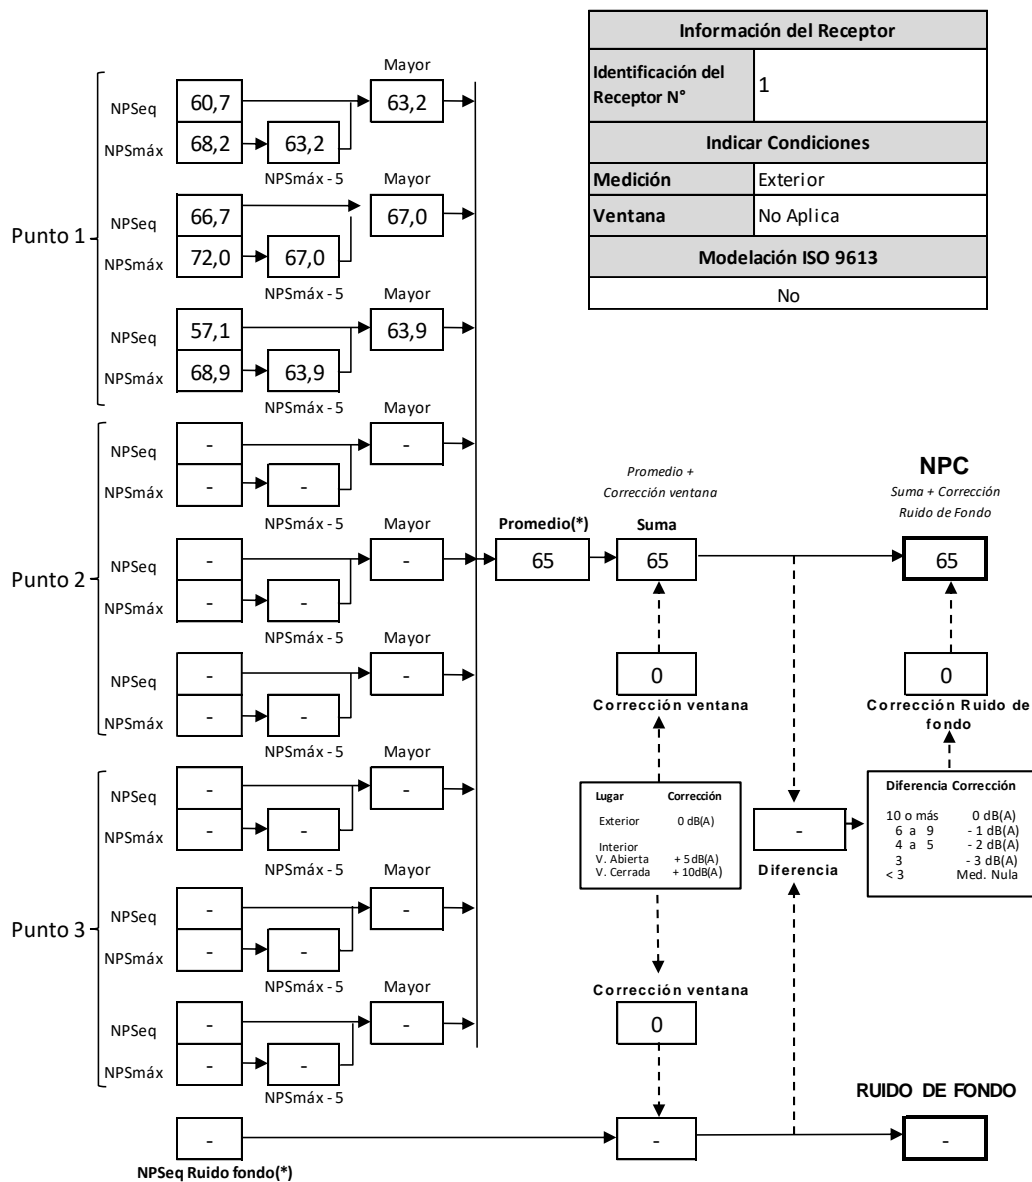 Información del Receptor
Identificación del
Receptor N°
1
Indicar Condiciones
Medición
Exterior
Ventana
No Aplica
Modelación ISO 9613
No
Punto 1
Mayor
NPSeq
60,7
63,2
NPSmáx
68,2
63,2
NPSmáx - 5
Mayor
NPSeq
66,7
67,0
NPSmáx
72,0
67,0
NPSmáx - 5
Mayor
NPSeq
57,1
63,9
NPSmáx
68,9
63,9
NPSmáx - 5
Punto 2
Mayor
NPSeq
-
-
NPSmáx
-
-
NPSmáx - 5
Mayor
NPSeq
-
-
NPSmáx
-
-
NPSmáx - 5
Mayor
NPSeq
-
-
NPSmáx
-
-
NPSmáx - 5
Punto 3
Mayor
NPSeq
-
-
NPSmáx
-
-
NPSmáx - 5
Mayor
NPSeq
-
-
NPSmáx
-
-
NPSmáx - 5
Mayor
NPSeq
-
-
NPSmáx
-
-
NPSmáx - 5
Promedio(*)
65
Promedio +
Corrección ventana
Suma
65
NPC
Suma + Corrección
Ruido de Fondo
65
0
Corrección ventana
0
Corrección Ruido de
fondo
Lugar Corrección
Exterior 0 dB(A)
Interior
V. Abierta + 5dB(A)
V. Cerrada + 10dB(A)
-
Diferencia
Diferencia Corrección
10 o más 0 dB(A)
6 a 9 - 1 dB(A)
4 a 5 - 2 dB(A)
3 - 3 dB(A)
< 3 Med. Nula
Corrección ventana
0
RUIDO DE FONDO
-
-
-
NPSeq Ruido fondo(*)